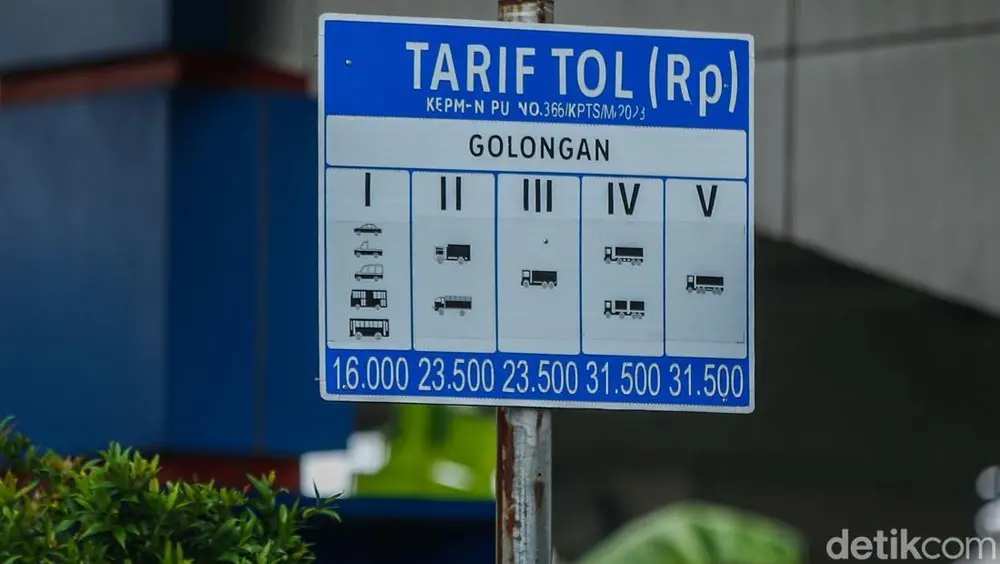 TARIF TOL (Rp)
KEPM-N PU NO.366/KPTS/M/2023
GOLONGAN
I II III IV V
16.000 23.500 23.500 31.500 31.500
detikcom